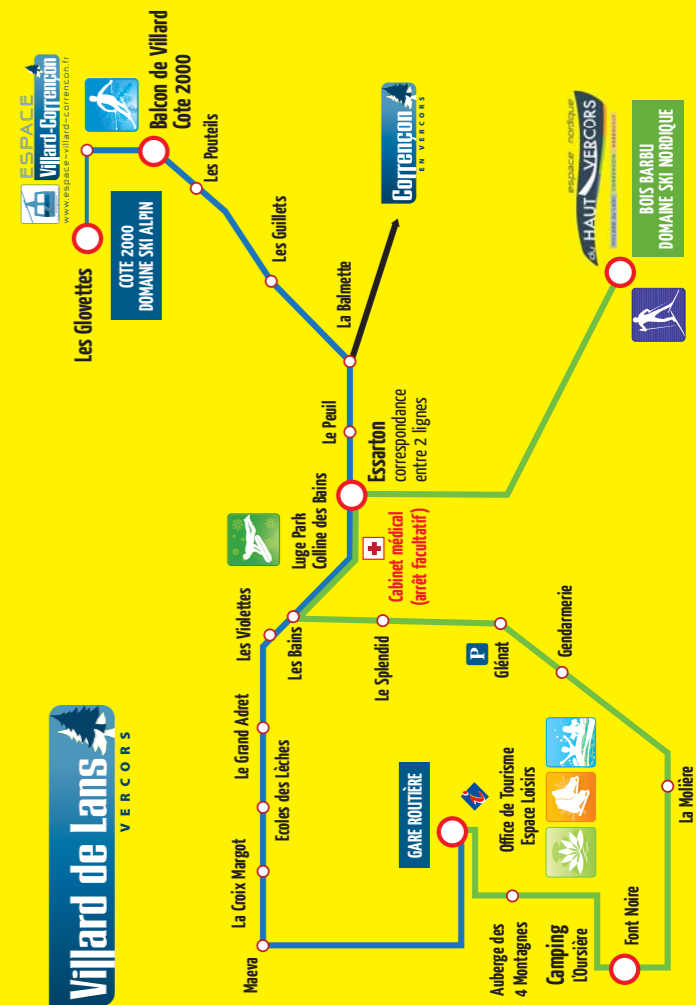 Villard de Lans
VERCORS
ESPACE
Villard-Corrençon
www.espace-villard-correncon.fr
Les Glovettes
COTE 2000
DOMAINE SKI ALPIN
Balcon de Villard
Cote 2000
Les Pouteils
Les Guillets
La Balmette
Corrençon
EN VERCORS
Le Peuil
Essarton
correspondance
entre 2 lignes
Luge Park
Colline des Bains
Cabinet médical
(arrêt facultatif)
Les Violettes
Les Bains
Le Grand Adret
Ecoles des Lèches
La Croix Margot
Maeva
GARE ROUTIÈRE
i
Office de Tourisme
Espace Loisirs
Auberge des
4 Montagnes
Camping
L'Oursière
Font Noire
La Molière
Gendarmerie
Glénat
P
Le Splendid
espace nordique
du HAUT VERCORS
BOIS BARBU
DOMAINE SKI NORDIQUE